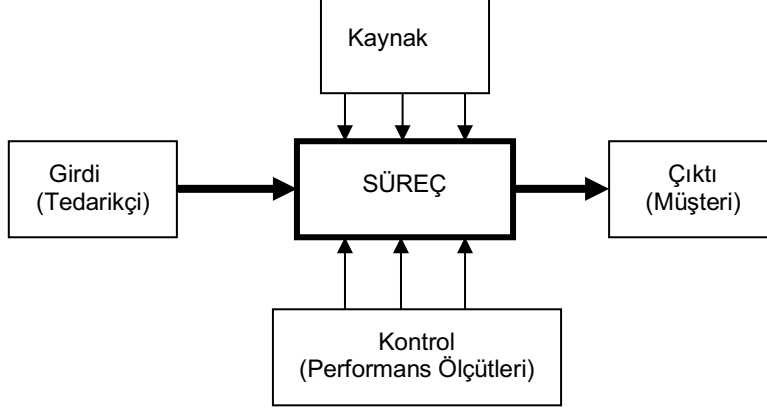 Kaynak
Girdi
(Tedarikçi)
SÜREÇ
Çıktı
(Müşteri)
Kontrol
(Performans Ölçütleri)